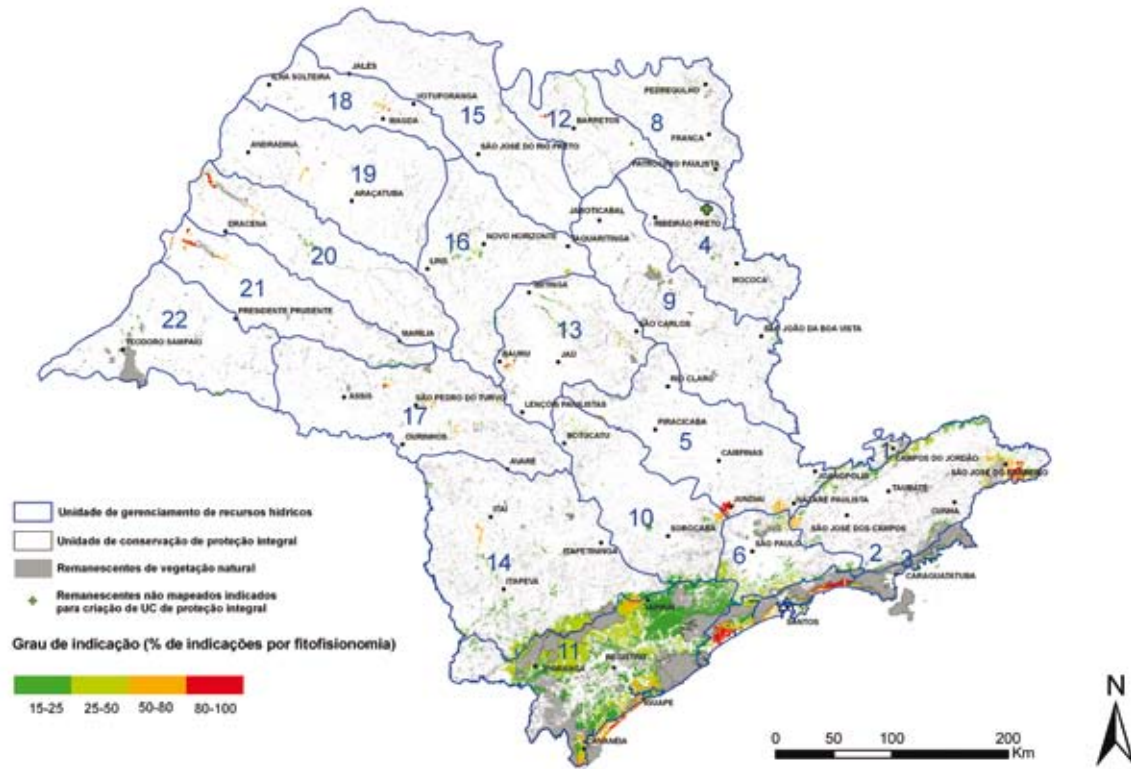 JALES
ILHA SOLTEIRA
VOTUPORANGA
18
15
MAGDA
12
BARRETOS
PEDREGULHO
8
FRANCA
ANDRADINA
SÃO JOSÉ DO RIO PRETO
PATROCÍNIO PAULISTA
19
ARAÇATUBA
JABOTICABAL
RIBEIRÃO PRETO
DRACENA
20
16
NOVO HORIZONTE
TAQUARITINGA
4
LINS
MOCOCA
21
IBITINGA
9
22
PRESIDENTE PRUDENTE
13
SÃO CARLOS
SÃO JOÃO DA BOA VISTA
TEODORO SAMPAIO
MARÍLIA
BAURU
JAÚ
RIO CLARO
ASSIS
SÃO PEDRO DO TURVO
LENÇÓIS PAULISTAS
17
PIRACICABA
5
OURINHOS
BOTUCATU
CAMPINAS
1
CAMPOS DO JORDÃO
AVARÉ
JOANÓPOLIS
SÃO JOSÉ DO BARREIRO
TAUBATÉ
JUNDIAÍ
NAZARÉ PAULISTA
CUNHA
ITAÍ
10
SOROCABA
SÃO JOSÉ DOS CAMPOS
14
ITAPETININGA
6
SÃO PAULO
2
3
CARAGUATATUBA
ITAPEVA
SANTOS
11
REGISTRO
IGUAPE
CANANÉIA
Unidade de gerenciamento de recursos hídricos
Unidade de conservação de proteção integral
Remanescentes de vegetação natural
Remanescentes não mapeados indicados
para criação de UC de proteção integral
Grau de indicação (% de indicações por fitofisionomia)
15-25 25-50 50-80 80-100
0 50 100 200
Km
N